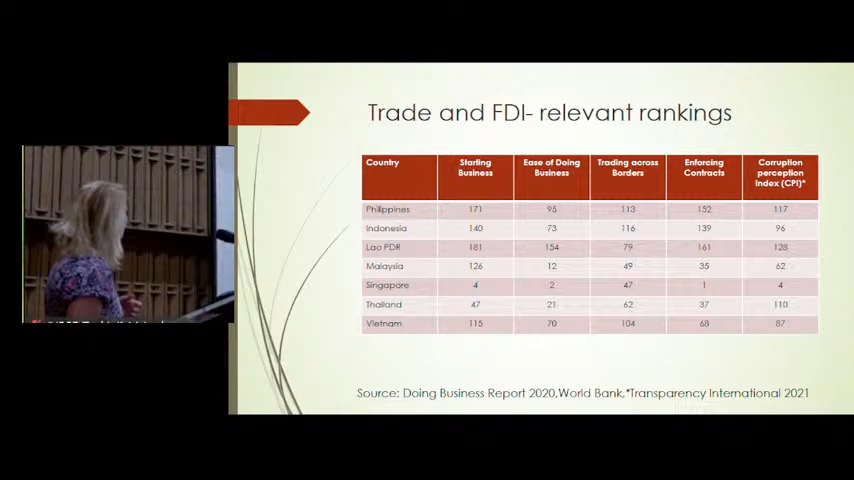 Trade and FDI- relevant rankings
Country Starting Business Ease of Doing Business Trading across Borders Enforcing Contracts Corruption perception Index (CPI)*
Philippines 171 95 113 152 117
Indonesia 140 73 116 139 96
Lao PDR 181 154 79 161 128
Malaysia 126 12 49 35 62
Singapore 4 2 47 1 4
Thailand 47 21 62 37 110
Vietnam 115 70 104 68 87
Source: Doing Business Report 2020,World Bank,*Transparency International 2021